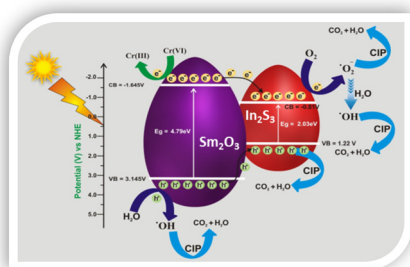 Cr(III)
Cr(VI)
CB = -1.645V
Eg = 4.79eV
Sm2O3
VB = 3.145V
H2O
·OH
CO2 + H2O
CIP
Potential (V) vs NHE
-2.0
-1.0
0.0
1.0
2.0
3.0
4.0
5.0
e-
e-
e-
e-
e-
e-
h+
h+
h+
h+
h+
h+
In2S3
Eg = 2.03eV
VB = 1.22 V
e-
e-
e-
e-
e-
h+
h+
h+
h+
h+
O2
·O2-
H2O
·OH
CO2 + H2O
CIP
CO2 + H2O
CIP
CO2 + H2O
CIP